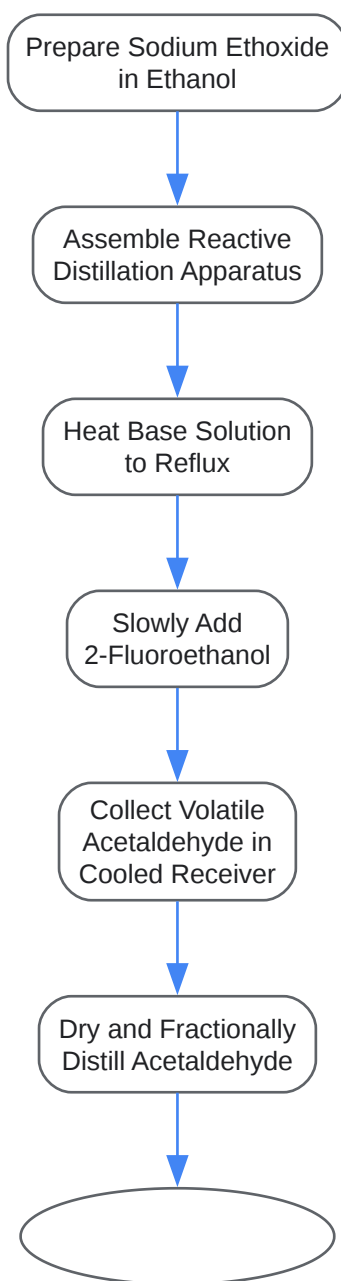 Prepare Sodium Ethoxide
in Ethanol
Assemble Reactive
Distillation Apparatus
Heat Base Solution
to Reflux
Slowly Add
2-Fluoroethanol
Collect Volatile
Acetaldehyde in
Cooled Receiver
Dry and Fractionally
Distill Acetaldehyde